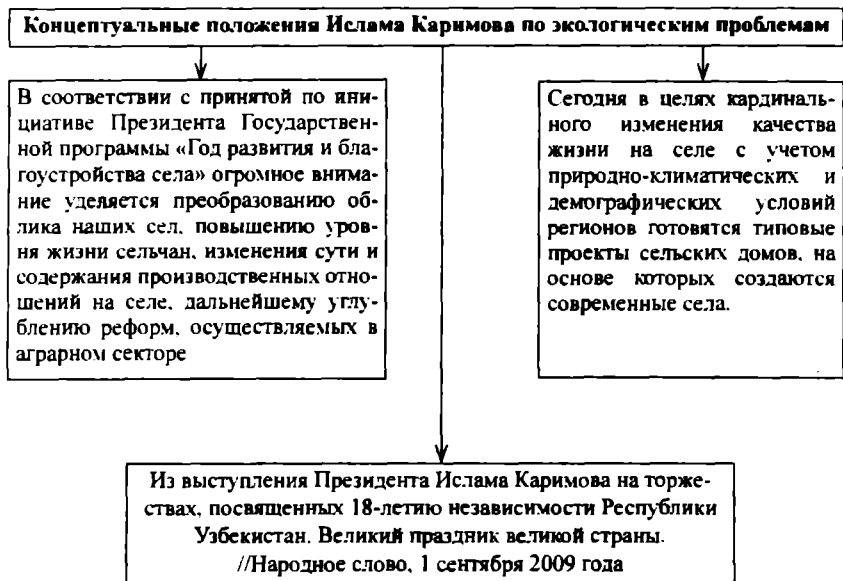 Концептуальные положения Ислама Каримова по экологическим проблемам
В соответствии с принятой по ини-
циативе Президента Государствен-
ной программы «Год развития и бла-
гоустройства села» огромное внима-
ние уделяется преобразованию об-
лика наших сел, повышению уров-
ня жизни сельчан, изменения сути и
содержания производственных отно-
шений на селе, дальнейшему углу-
блению реформ, осуществляемых в
аграрном секторе
Сегодня в целях кардиналь-
ного изменения качества
жизни на селе с учетом
природно-климатических и
демографических условий
регионов готовятся типовые
проекты сельских домов, на
основе которых создаются
современные села.
Из выступления Президента Ислама Каримова на торже-
ствах, посвященных 18-летию независимости Республики
Узбекистан. Великий праздник великой страны.
//Народное слово, 1 сентября 2009 года